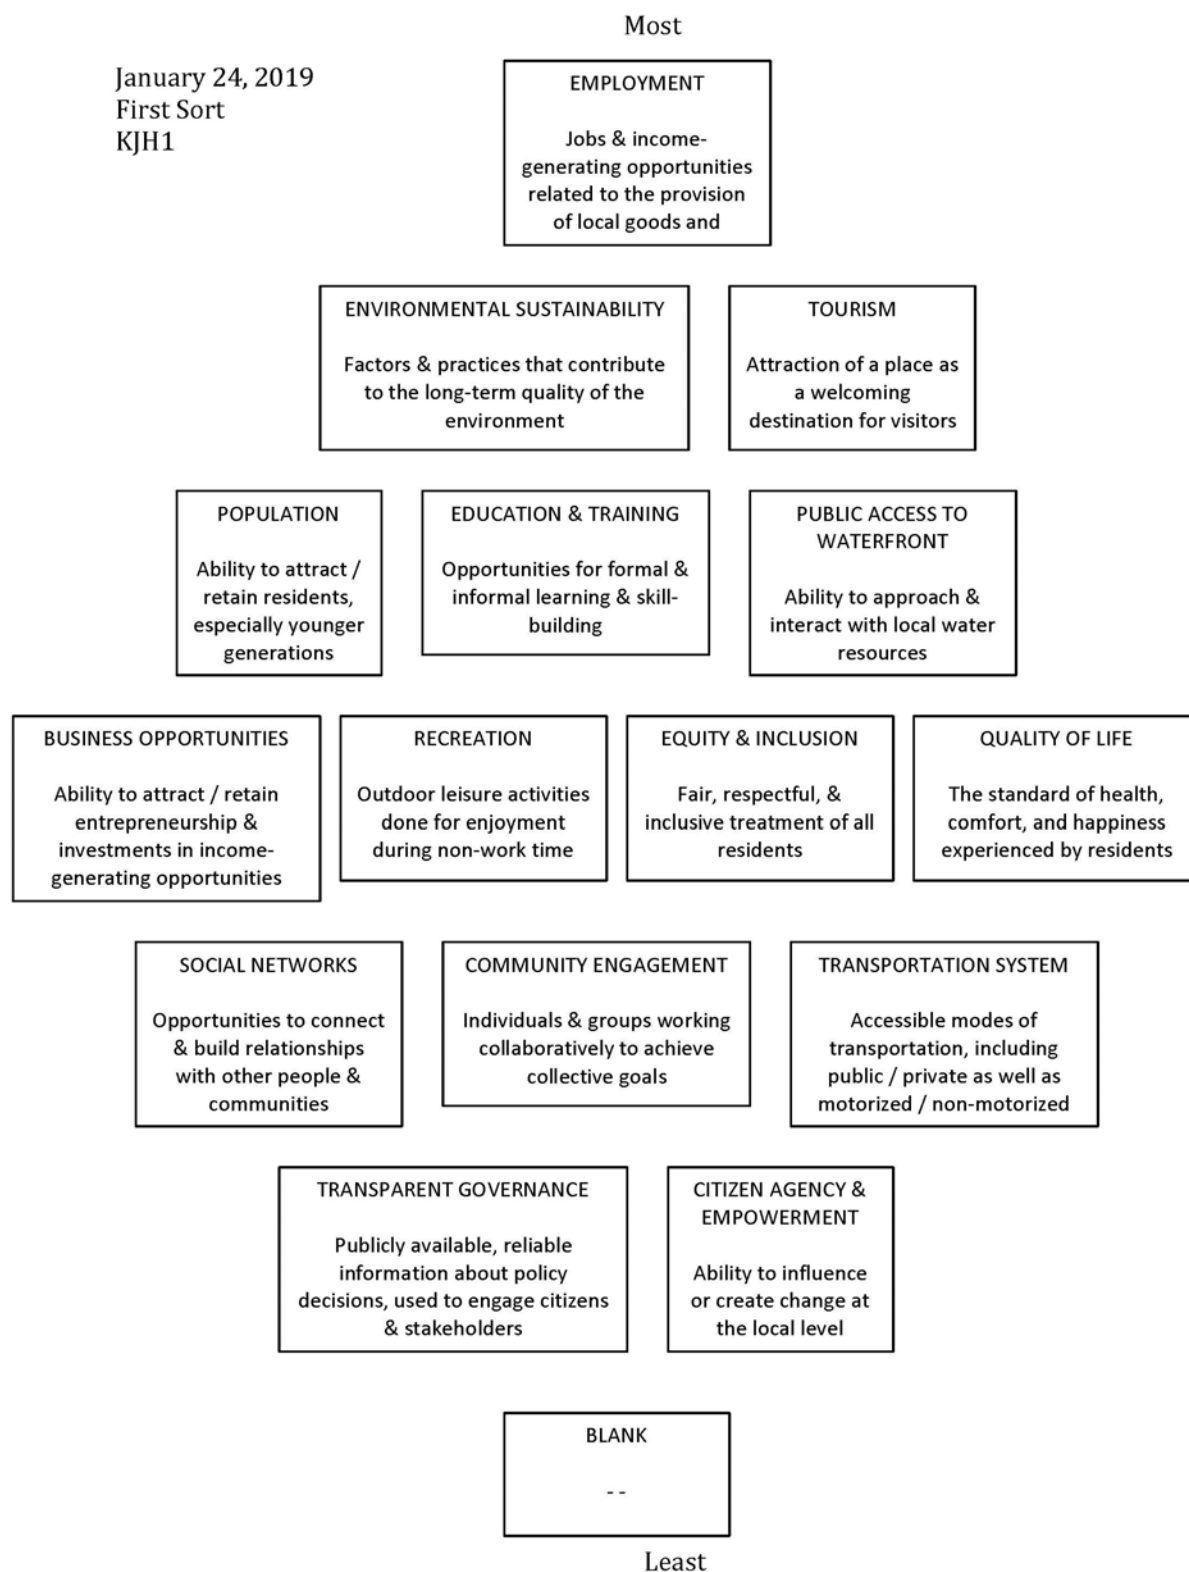 Most
January 24, 2019
First Sort
KJH1
EMPLOYMENT
Jobs & income-
generating opportunities
related to the provision
of local goods and
ENVIRONMENTAL SUSTAINABILITY
Factors & practices that contribute
to the long-term quality of the
environment
TOURISM
Attraction of a place as
a welcoming
destination for visitors
POPULATION
Ability to attract /
retain residents,
especially younger
generations
EDUCATION & TRAINING
Opportunities for formal &
informal learning & skill-
building
PUBLIC ACCESS TO
WATERFRONT
Ability to approach &
interact with local water
resources
BUSINESS OPPORTUNITIES
Ability to attract / retain
entrepreneurship &
investments in income-
generating opportunities
RECREATION
Outdoor leisure activities
done for enjoyment
during non-work time
EQUITY & INCLUSION
Fair, respectful, &
inclusive treatment of all
residents
QUALITY OF LIFE
The standard of health,
comfort, and happiness
experienced by residents
SOCIAL NETWORKS
Opportunities to connect
& build relationships
with other people &
communities
COMMUNITY ENGAGEMENT
Individuals & groups working
collaboratively to achieve
collective goals
TRANSPORTATION SYSTEM
Accessible modes of
transportation, including
public / private as well as
motorized / non-motorized
TRANSPARENT GOVERNANCE
Publicly available, reliable
information about policy
decisions, used to engage citizens
& stakeholders
CITIZEN AGENCY &
EMPOWERMENT
Ability to influence
or create change at
the local level
BLANK
- -
Least